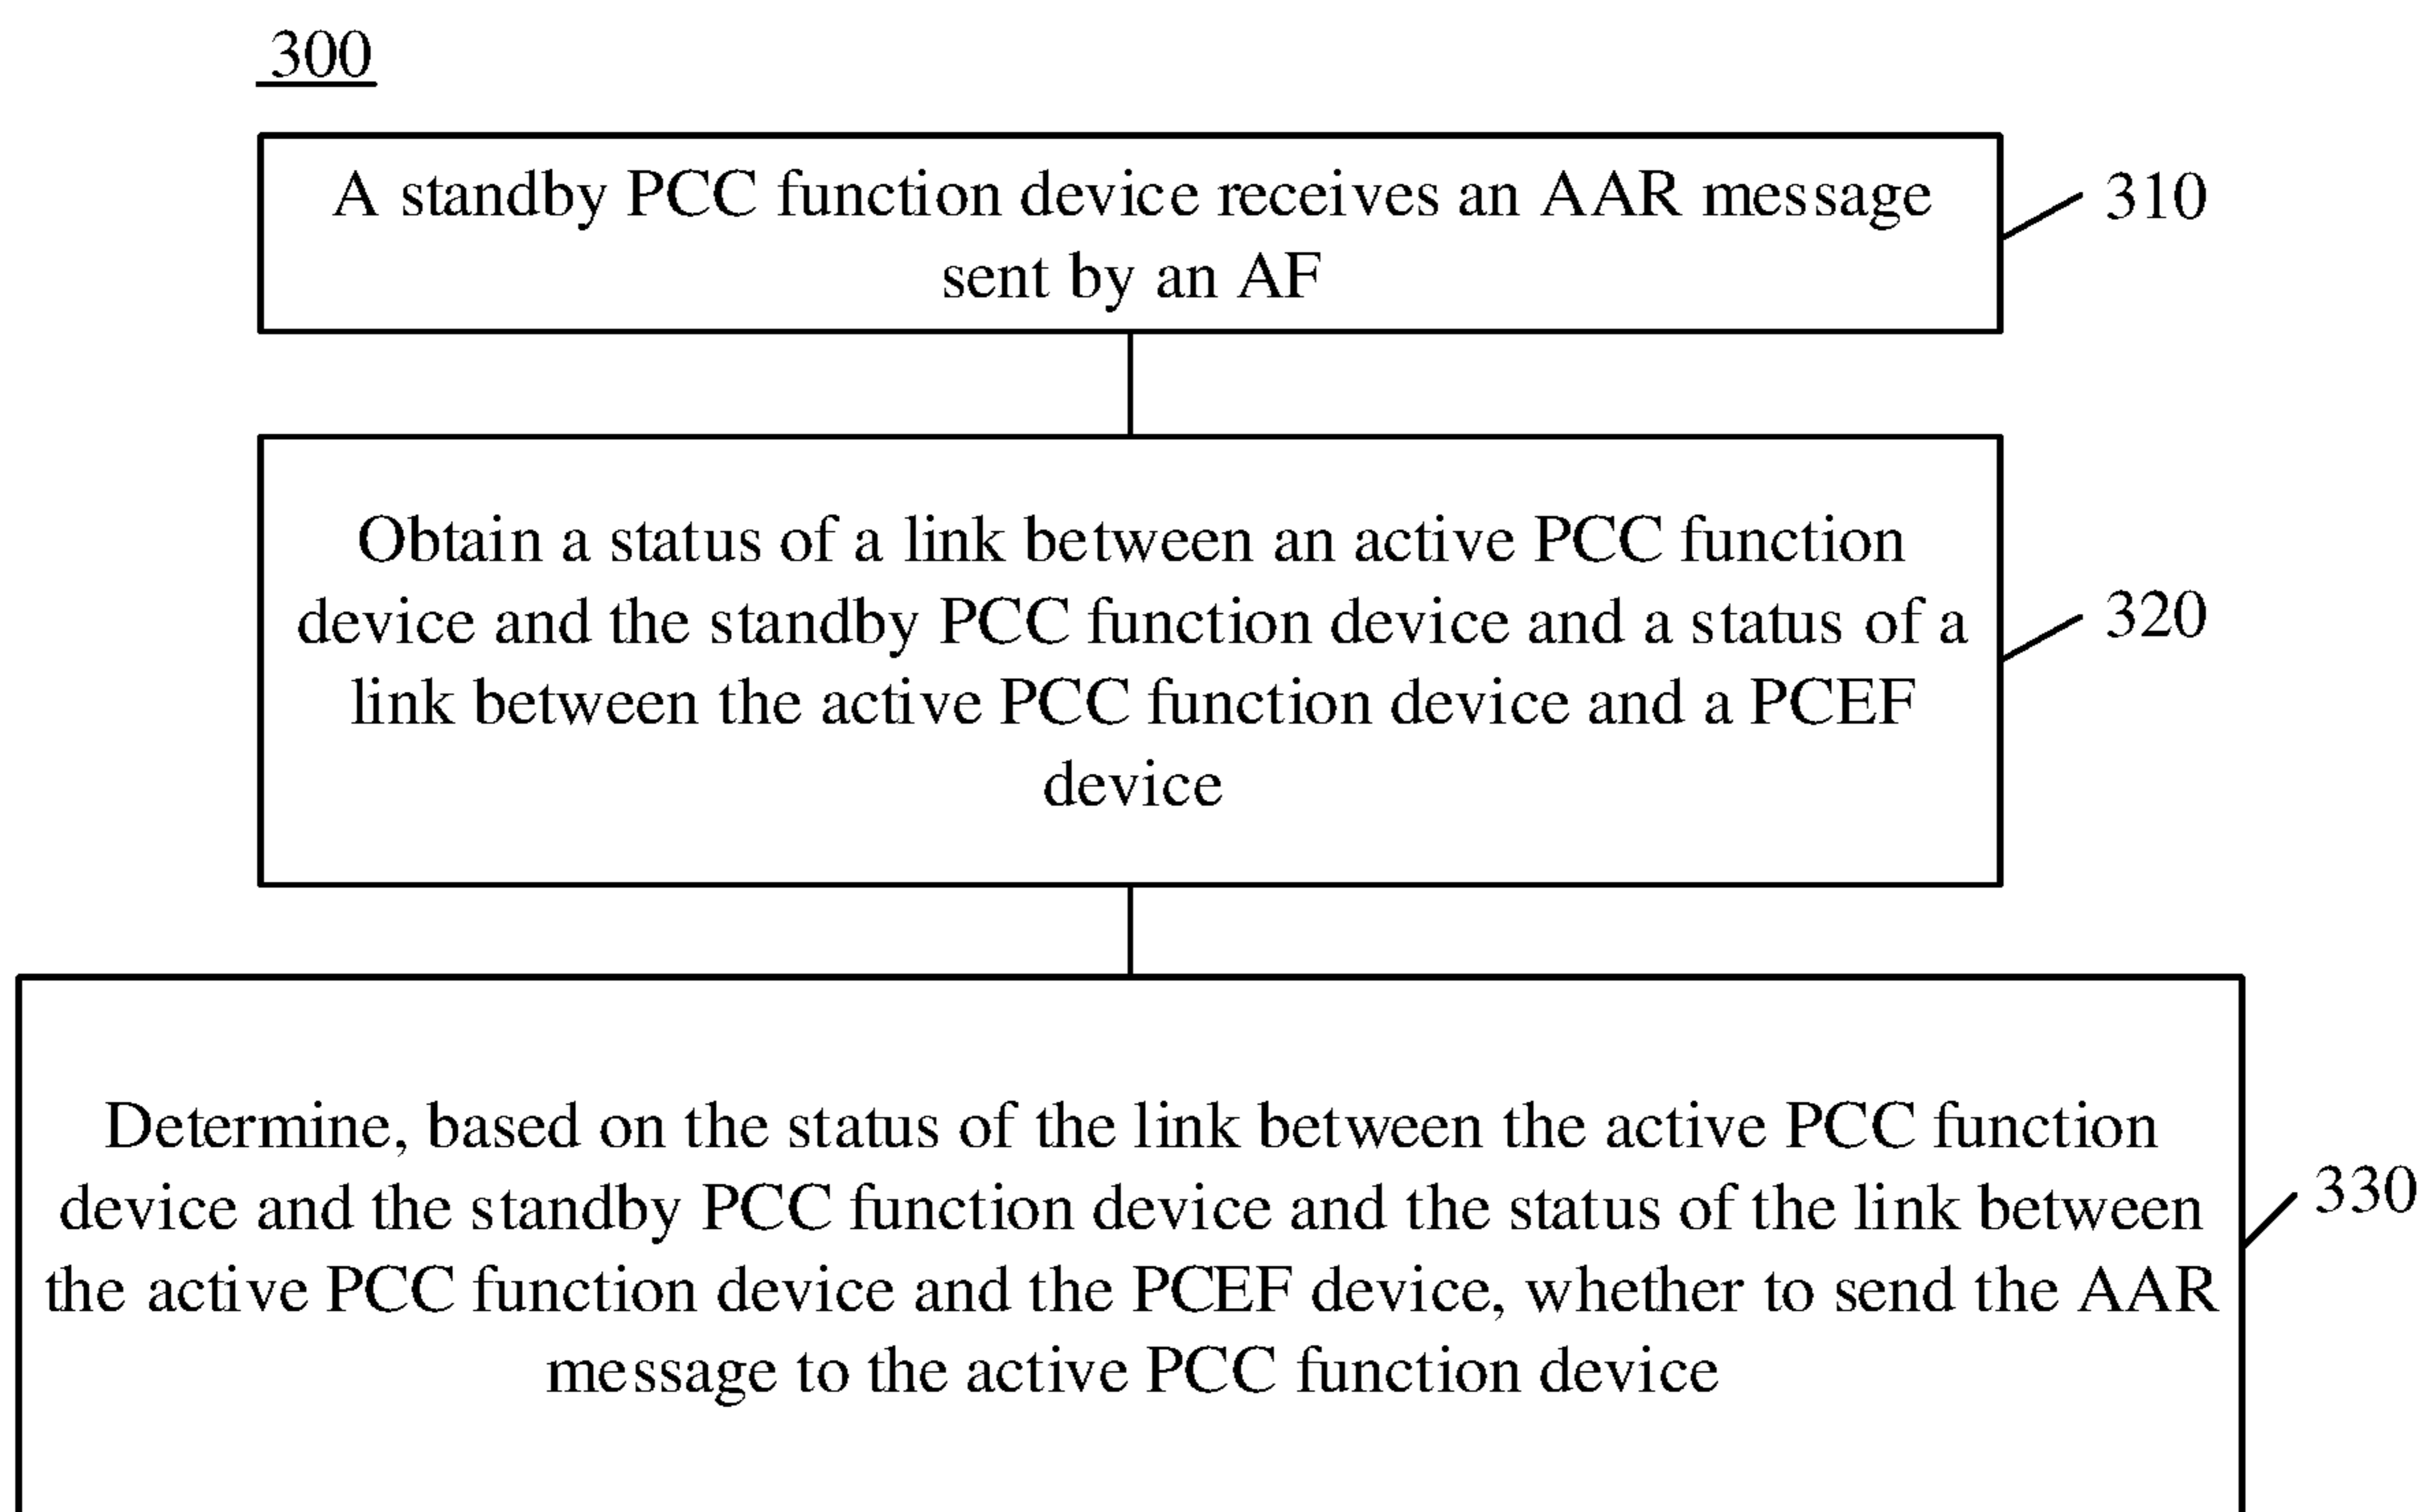 300
A standby PCC function device receives an AAR message
sent by an AF
310
Obtain a status of a link between an active PCC function
device and the standby PCC function device and a status of a
link between the active PCC function device and a PCEF
device
320
Determine, based on the status of the link between the active PCC function
device and the standby PCC function device and the status of the link between
the active PCC function device and the PCEF device, whether to send the AAR
message to the active PCC function device
330